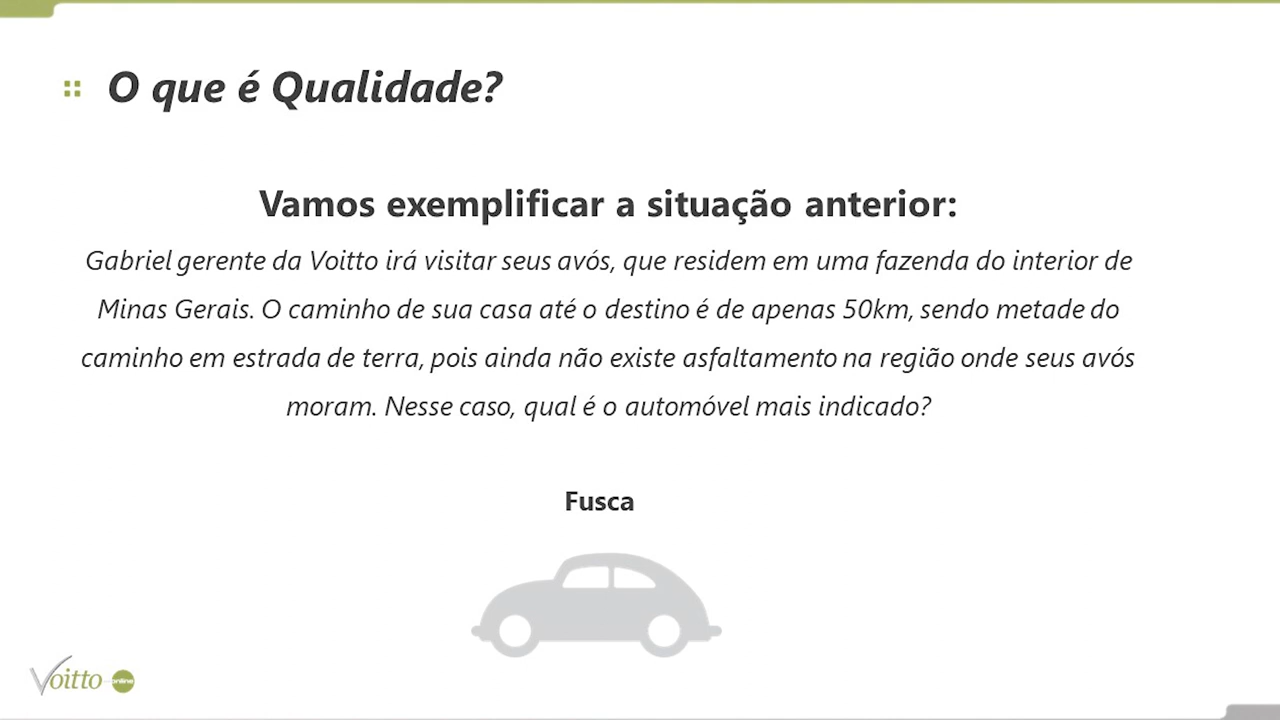 O que é Qualidade?
Vamos exemplificar a situação anterior:
Gabriel gerente da Voitto irá visitar seus avós, que residem em uma fazenda do interior de
Minas Gerais. O caminho de sua casa até o destino é de apenas 50km, sendo metade do
caminho em estrada de terra, pois ainda não existe asfaltamento na região onde seus avós
moram. Nesse caso, qual é o automóvel mais indicado?
Fusca
Voitto online